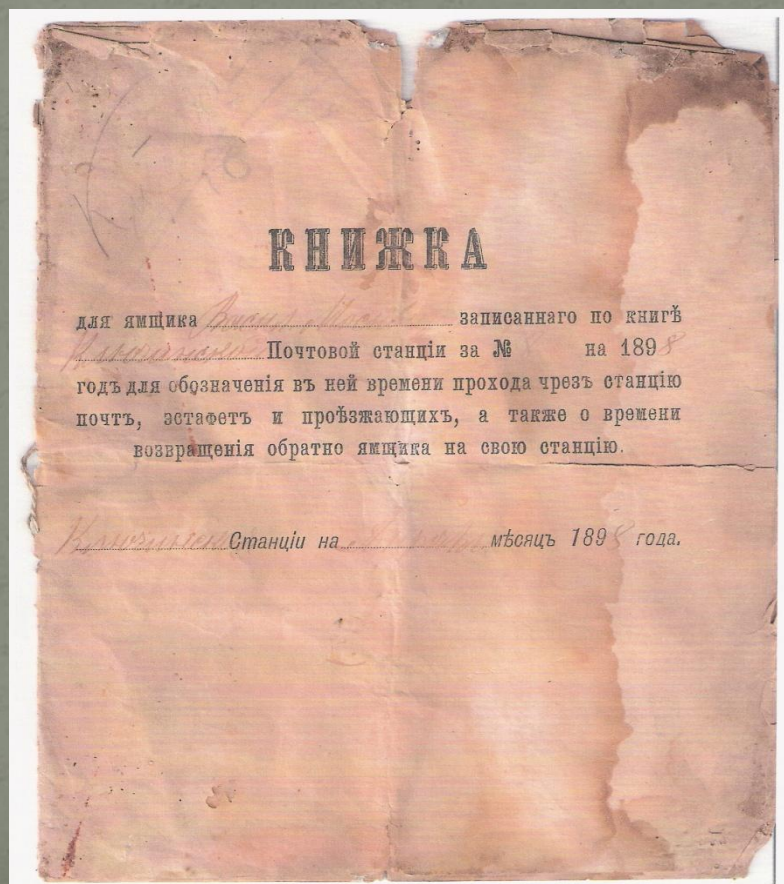 КНИЖКА
для ямщика записаннаго по книгѣ
Почтовой станціи за № 8 на 1898
годъ для обозначенія въ ней времени прохода чрезъ станцію
почтъ, эстафетъ и проѣзжающихъ, а также о времени
возвращенія обратно ямщика на свою станцію.
Станціи на мѣсяцъ 1898 года.